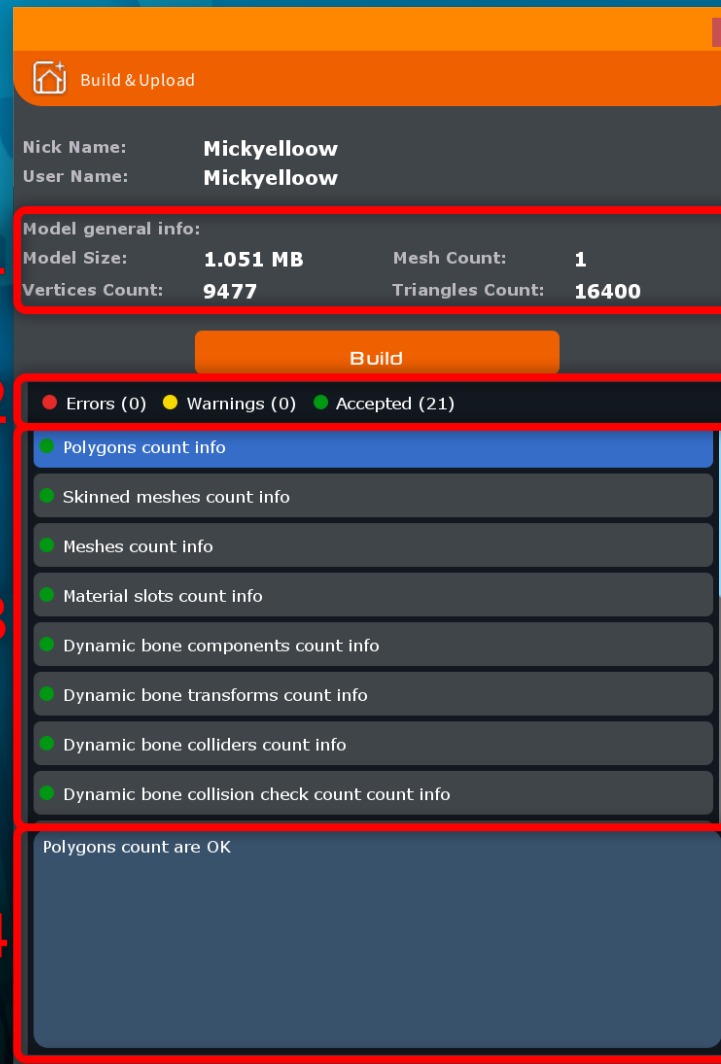 Build & Upload
Nick Name: Mickyelloow
User Name: Mickyelloow
Model general info:
Model Size: 1.051 MB Mesh Count: 1
Vertices Count: 9477 Triangles Count: 16400
Build
2
Errors (0) Warnings (0) Accepted (21)
Polygons count info
Skinned meshes count info
Meshes count info
Material slots count info
3
Dynamic bone components count info
Dynamic bone transforms count info
Dynamic bone colliders count info
Dynamic bone collision check count count info
Polygons count are OK
4